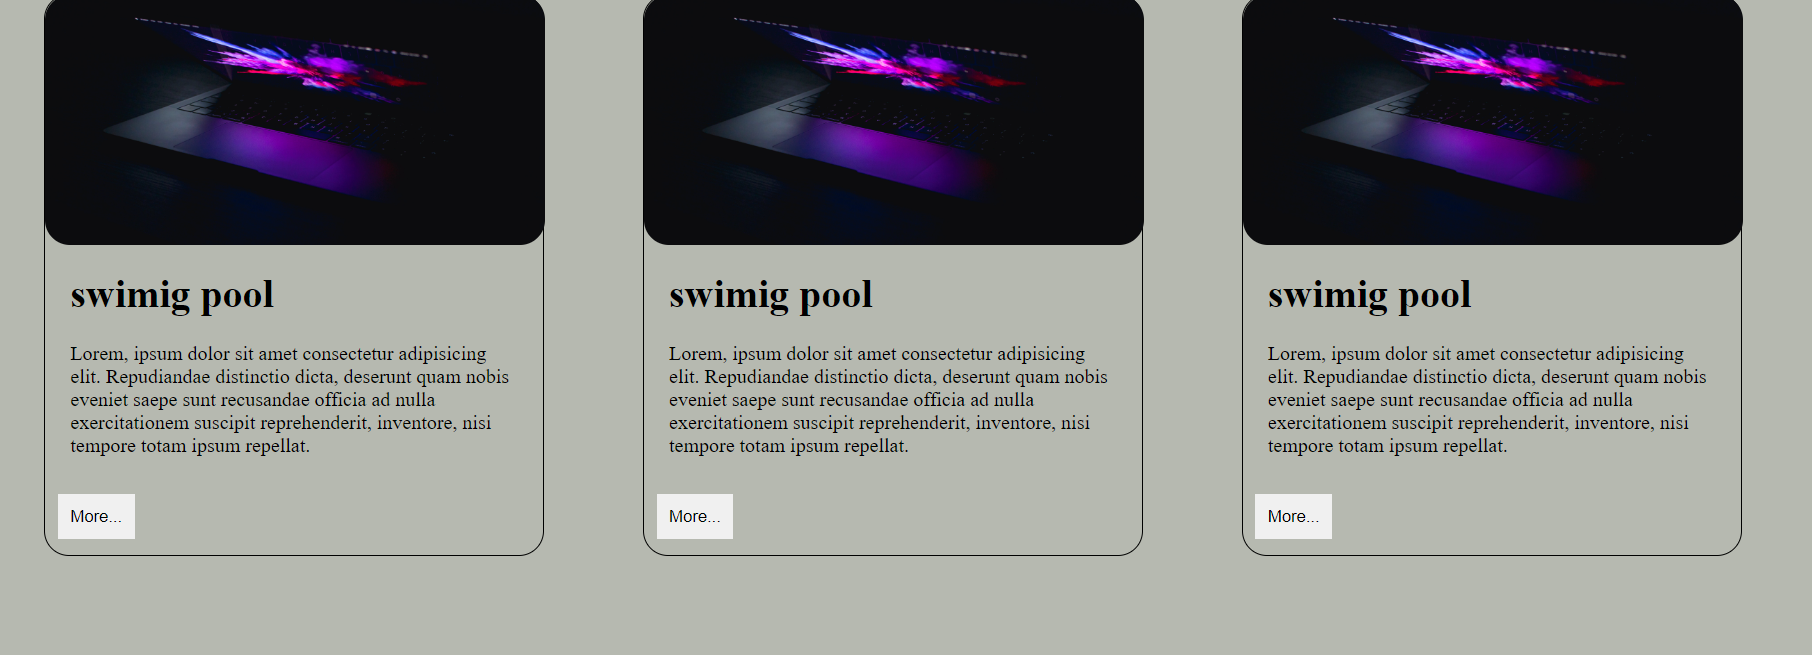 swimig pool
Lorem, ipsum dolor sit amet consectetur adipisicing
elit. Repudiandae distinctio dicta, deserunt quam nobis
eveniet saepe sunt recusandae officia ad nulla
exercitationem suscipit reprehenderit, inventore, nisi
tempore totam ipsum repellat.
More...
swimig pool
Lorem, ipsum dolor sit amet consectetur adipisicing
elit. Repudiandae distinctio dicta, deserunt quam nobis
eveniet saepe sunt recusandae officia ad nulla
exercitationem suscipit reprehenderit, inventore, nisi
tempore totam ipsum repellat.
More...
swimig pool
Lorem, ipsum dolor sit amet consectetur adipisicing
elit. Repudiandae distinctio dicta, deserunt quam nobis
eveniet saepe sunt recusandae officia ad nulla
exercitationem suscipit reprehenderit, inventore, nisi
tempore totam ipsum repellat.
More...